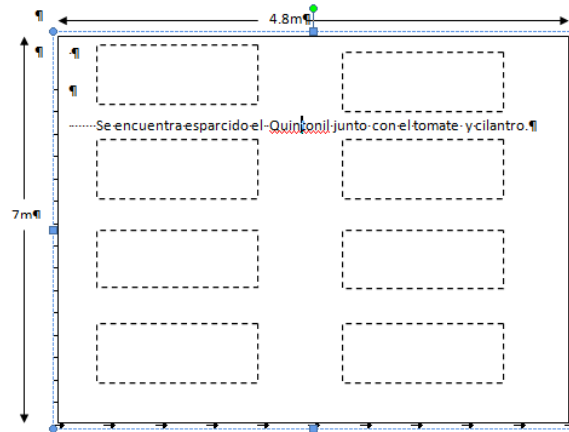 4.8m
Se encuentra esparcido el Quintonil junto con el tomate y cilantro.
7m